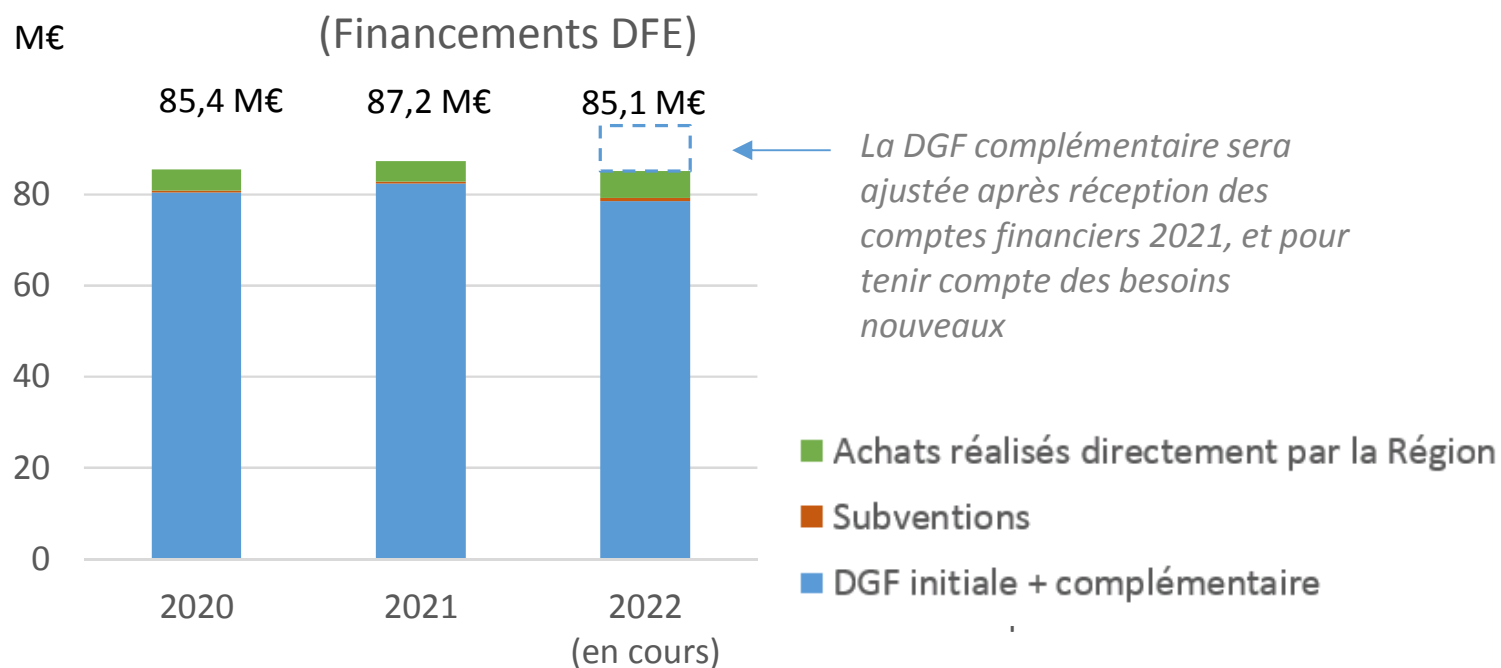 M€
(Financements DFE)
85,4 M€
87,2 M€
85,1 M€
La DGF complémentaire sera
ajustée après réception des
comptes financiers 2021, et pour
tenir compte des besoins
nouveaux
80
60
40
20
0
2020
2021
2022
(en cours)
Achats réalisés directement par la Région
Subventions
DGF initiale + complémentaire